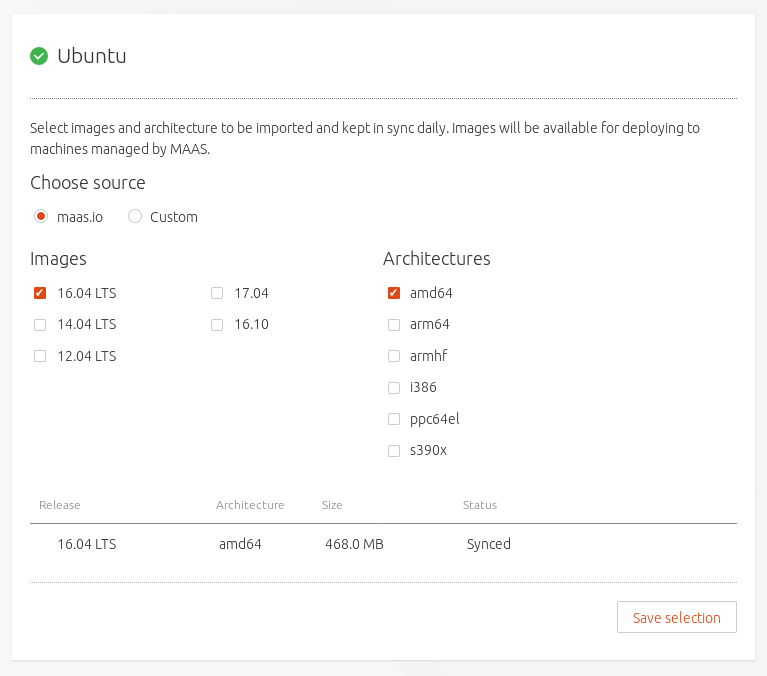 Ubuntu
Select images and architecture to be imported and kept in sync daily. Images will be available for deploying to
machines managed by MAAS.
Choose source
maas.io Custom
Images Architectures
16.04 LTS 17.04 amd64
14.04 LTS 16.10 arm64
12.04 LTS armhf
i386
ppc64el
s390x
Release Architecture Size Status
16.04 LTS amd64 468.0 MB Synced
Save selection